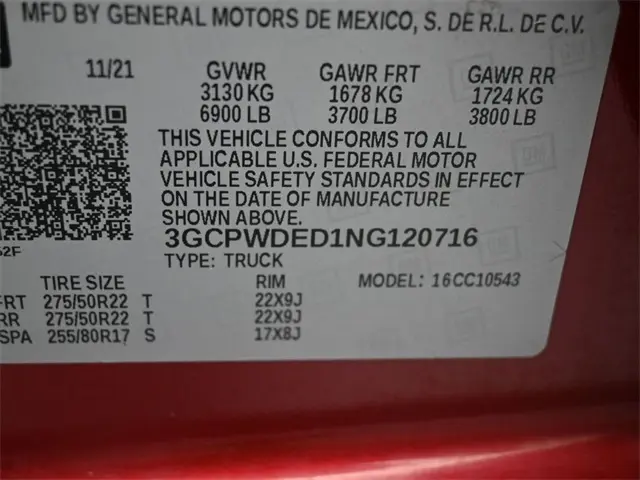 MFD BY GENERAL MOTORS DE MEXICO, S. DE R.L. DE C.V.
11/21 GVWR GAWR FRT GAWR RR
3130 KG 1678 KG 1724 KG
6900 LB 3700 LB 3800 LB
THIS VEHICLE CONFORMS TO ALL
APPLICABLE U.S. FEDERAL MOTOR
VEHICLE SAFETY STANDARDS IN EFFECT
ON THE DATE OF MANUFACTURE
SHOWN ABOVE.
3GCPWDED1NG120716
TYPE: TRUCK MODEL: 16CC10543
TIRE SIZE RIM
FRT 275/50R22 T 22X9J
RR 275/50R22 T 22X9J
SPA 255/80R17 S 17X8J